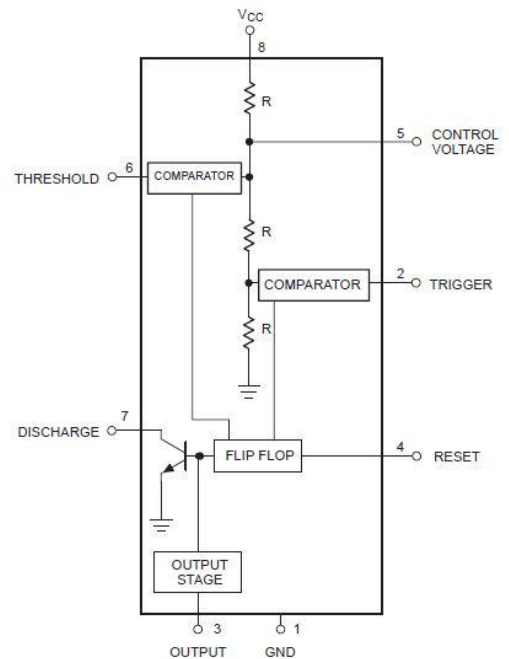 VCC
8
R
5
CONTROL
VOLTAGE
6
THRESHOLD
COMPARATOR
R
COMPARATOR
2
TRIGGER
R
7
DISCHARGE
FLIP FLOP
4
RESET
OUTPUT
STAGE
3
1
OUTPUT
GND